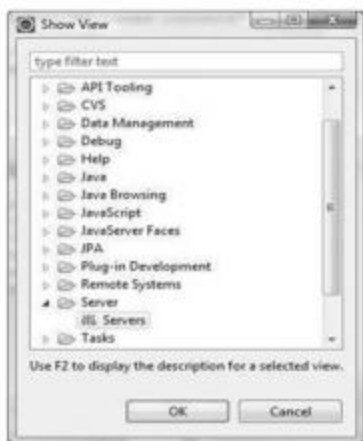 Show View
type filter text
API Tooling
CVS
Data Management
Debug
Help
Java
Java Browsing
JavaScript
JavaServer Faces
JPA
Plug-in Development
Remote Systems
Server
Servers
Tasks
Use F2 to display the description for a selected view.
OK
Cancel